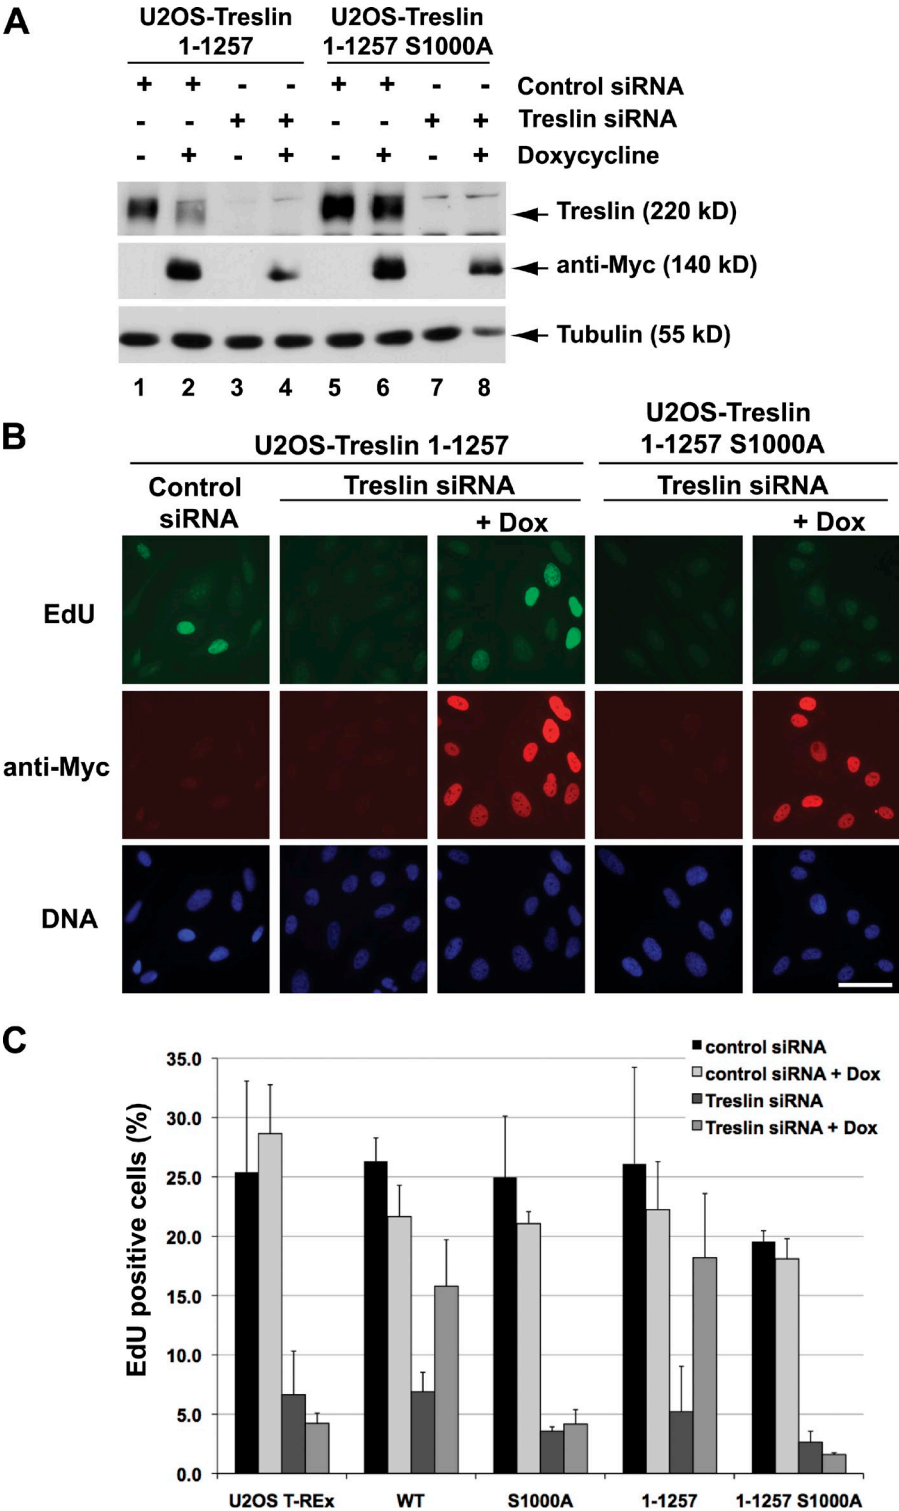 A
U2OS-Treslin
1-1257
U2OS-Treslin
1-1257 S1000A
+ + - - + + - - Control siRNA
- - + + - - + + Treslin siRNA
- + - + - + - + Doxycycline
Treslin (220 kD)
anti-Myc (140 kD)
Tubulin (55 kD)
1 2 3 4 5 6 7 8
B
U2OS-Treslin 1-1257
U2OS-Treslin
1-1257 S1000A
Control
siRNA
Treslin siRNA
Treslin siRNA
+ Dox
+ Dox
EdU
anti-Myc
DNA
C
EdU positive cells (%)
35.0
30.0
25.0
20.0
15.0
10.0
5.0
0.0
control siRNA
control siRNA + Dox
Treslin siRNA
Treslin siRNA + Dox
U2OS T-REx WT S1000A 1-1257 1-1257 S1000A